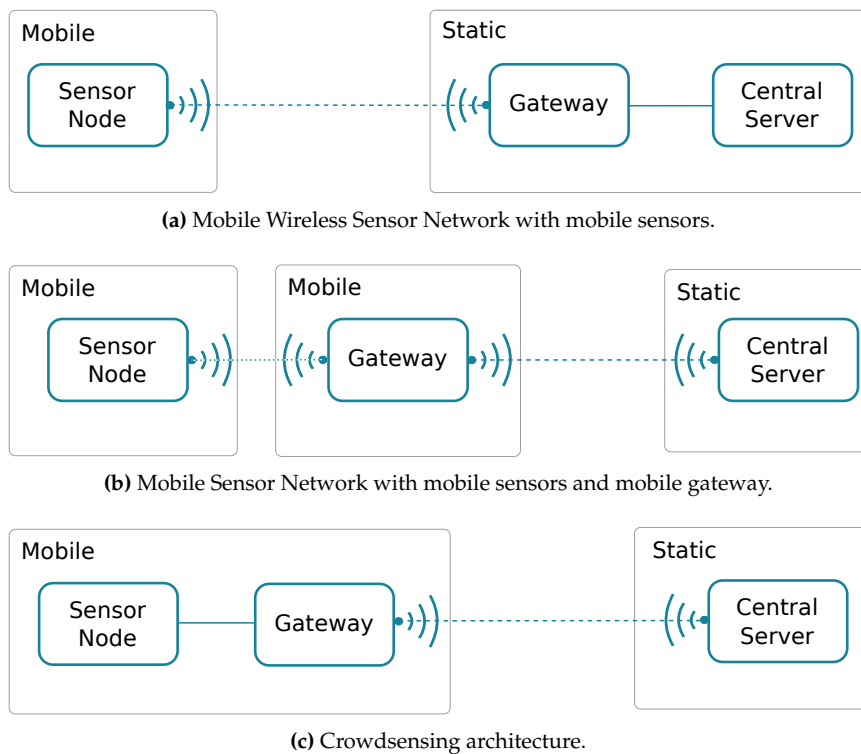 Mobile
Static
Sensor
Node
Gateway
Central
Server
(a) Mobile Wireless Sensor Network with mobile sensors.
Mobile
Mobile
Static
Sensor
Node
Gateway
Central
Server
(b) Mobile Sensor Network with mobile sensors and mobile gateway.
Mobile
Static
Sensor
Node
Gateway
Central
Server
(c) Crowdsensing architecture.